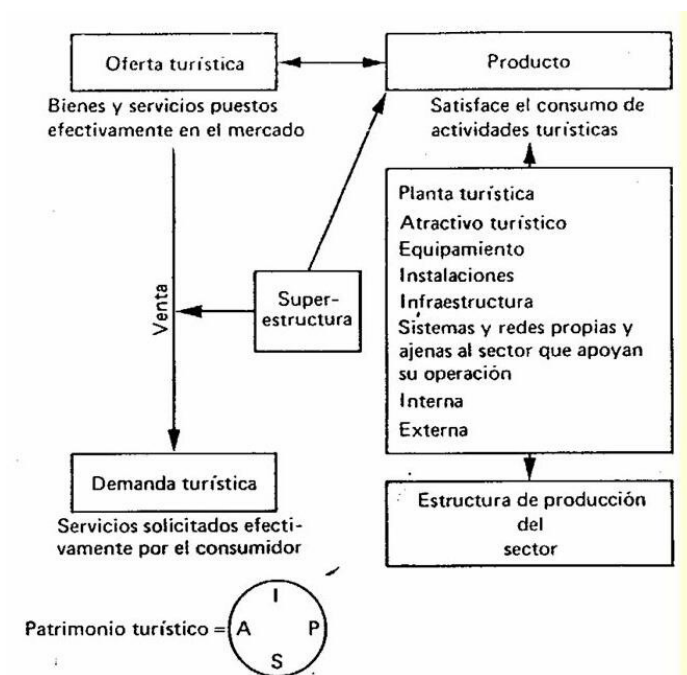 Oferta turística
Producto
Bienes y servicios puestos
efectivamente en el mercado
Satisface el consumo de
actividades turísticas
Planta turística
Atractivo turístico
Equipamiento
Instalaciones
Infraestructura
Sistemas y redes propias y
ajenas al sector que apoyan
su operación
Interna
Externa
Super-
estructura
Venta
Demanda turística
Servicios solicitados efecti-
vamente por el consumidor
Estructura de producción
del
sector
Patrimonio turístico =
I
A P
S